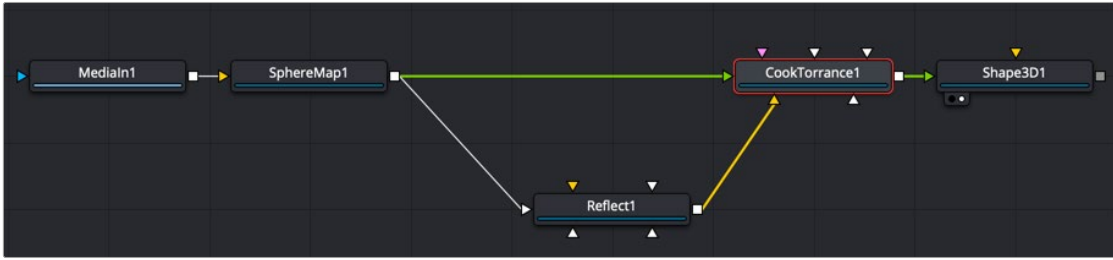 MediaIn1
SphereMap1
CookTorrance1
Shape3D1
Reflect1